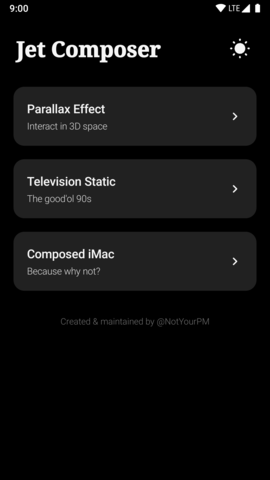 9:00
LTE
Jet Composer
Parallax Effect
Interact in 3D space
Television Static
The good'ol 90s
Composed iMac
Because why not?
Created & maintained by @NotYourPM